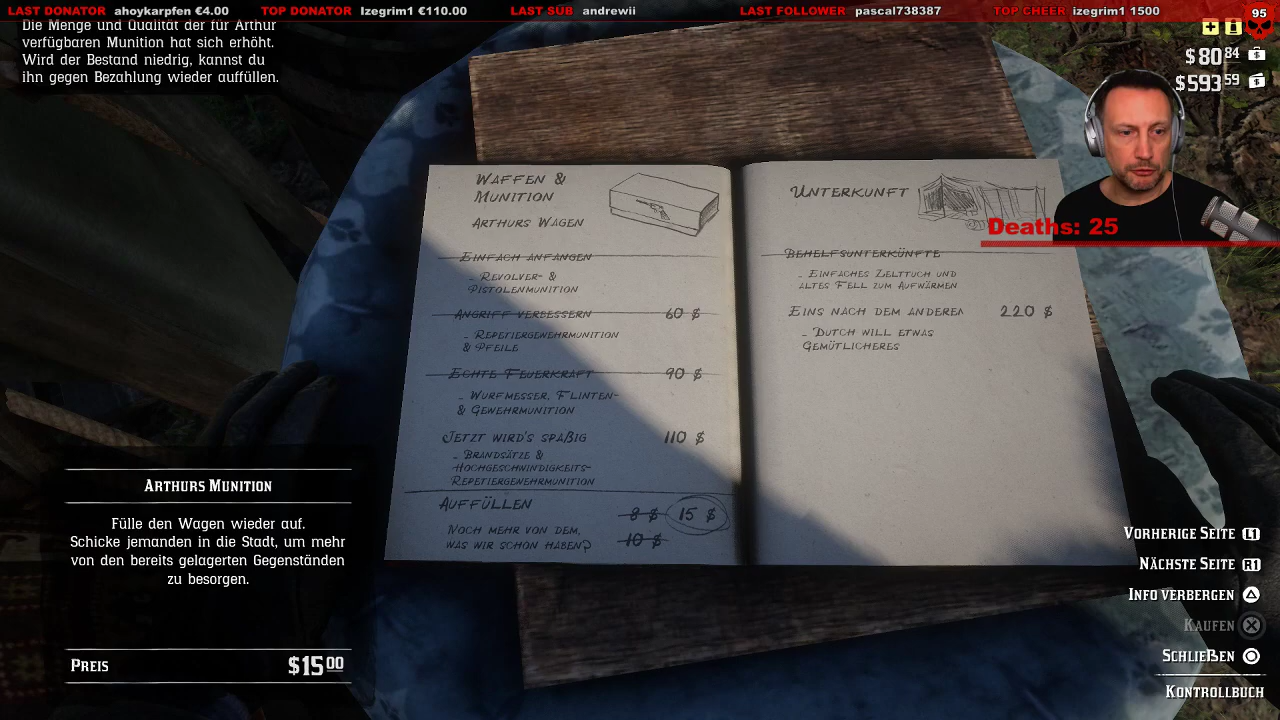 LAST DONATOR ahoykarpfen €4.00 TOP DONATOR Izegrim1 €110.00 LAST SUB andrewii LAST FOLLOWER pascal738387 TOP CHEER izegrim1 1500
95
Die Menge und Qualität der für Arthur
verfügbaren Munition hat sich erhöht.
Wird der Bestand niedrig, kannst du
ihn gegen Bezahlung wieder auffüllen.
$80 84
$593 59
Deaths: 25
WAFFEN &
MUNITION
ARTHURS WAGEN
EINFACH ANFANGEN
- REVOLVER- &
PISTOLENMUNITION
ANGRIFF VERBESSERN 60 $
- REPETIERGEWEHRMUNITION
& PFEILE
ECHTE FEUERKRAFT 90 $
- WURFMESSER, FLINTEN-
& GEWEHRMUNITION
JETZT WIRD'S SPAßIG 110 $
- BRANDSÄTZE &
HOCHGESCHWINDIGKEITS-
REPETIERGEWEHRMUNITION
AUFFÜLLEN 8 $ 15 $
NOCH MEHR VON DEM,
WAS WIR SCHON HABEN? 10 $
UNTERKUNFT
BEHELFSUNTERKÜNFTE
- EINFACHES ZELTTUCH UND
ALTES FELL ZUM AUFWÄRMEN
EINS NACH DEM ANDEREN 220 $
- DUTCH WILL ETWAS
GEMÜTLICHERES
ARTHURS MUNITION
Fülle den Wagen wieder auf.
Schicke jemanden in die Stadt, um mehr
von den bereits gelagerten Gegenständen
zu besorgen.
PREIS $15 00
VORHERIGE SEITE L1
NÄCHSTE SEITE R1
INFO VERBERGEN
KAUFEN
SCHLIEßEN
KONTROLLBUCH